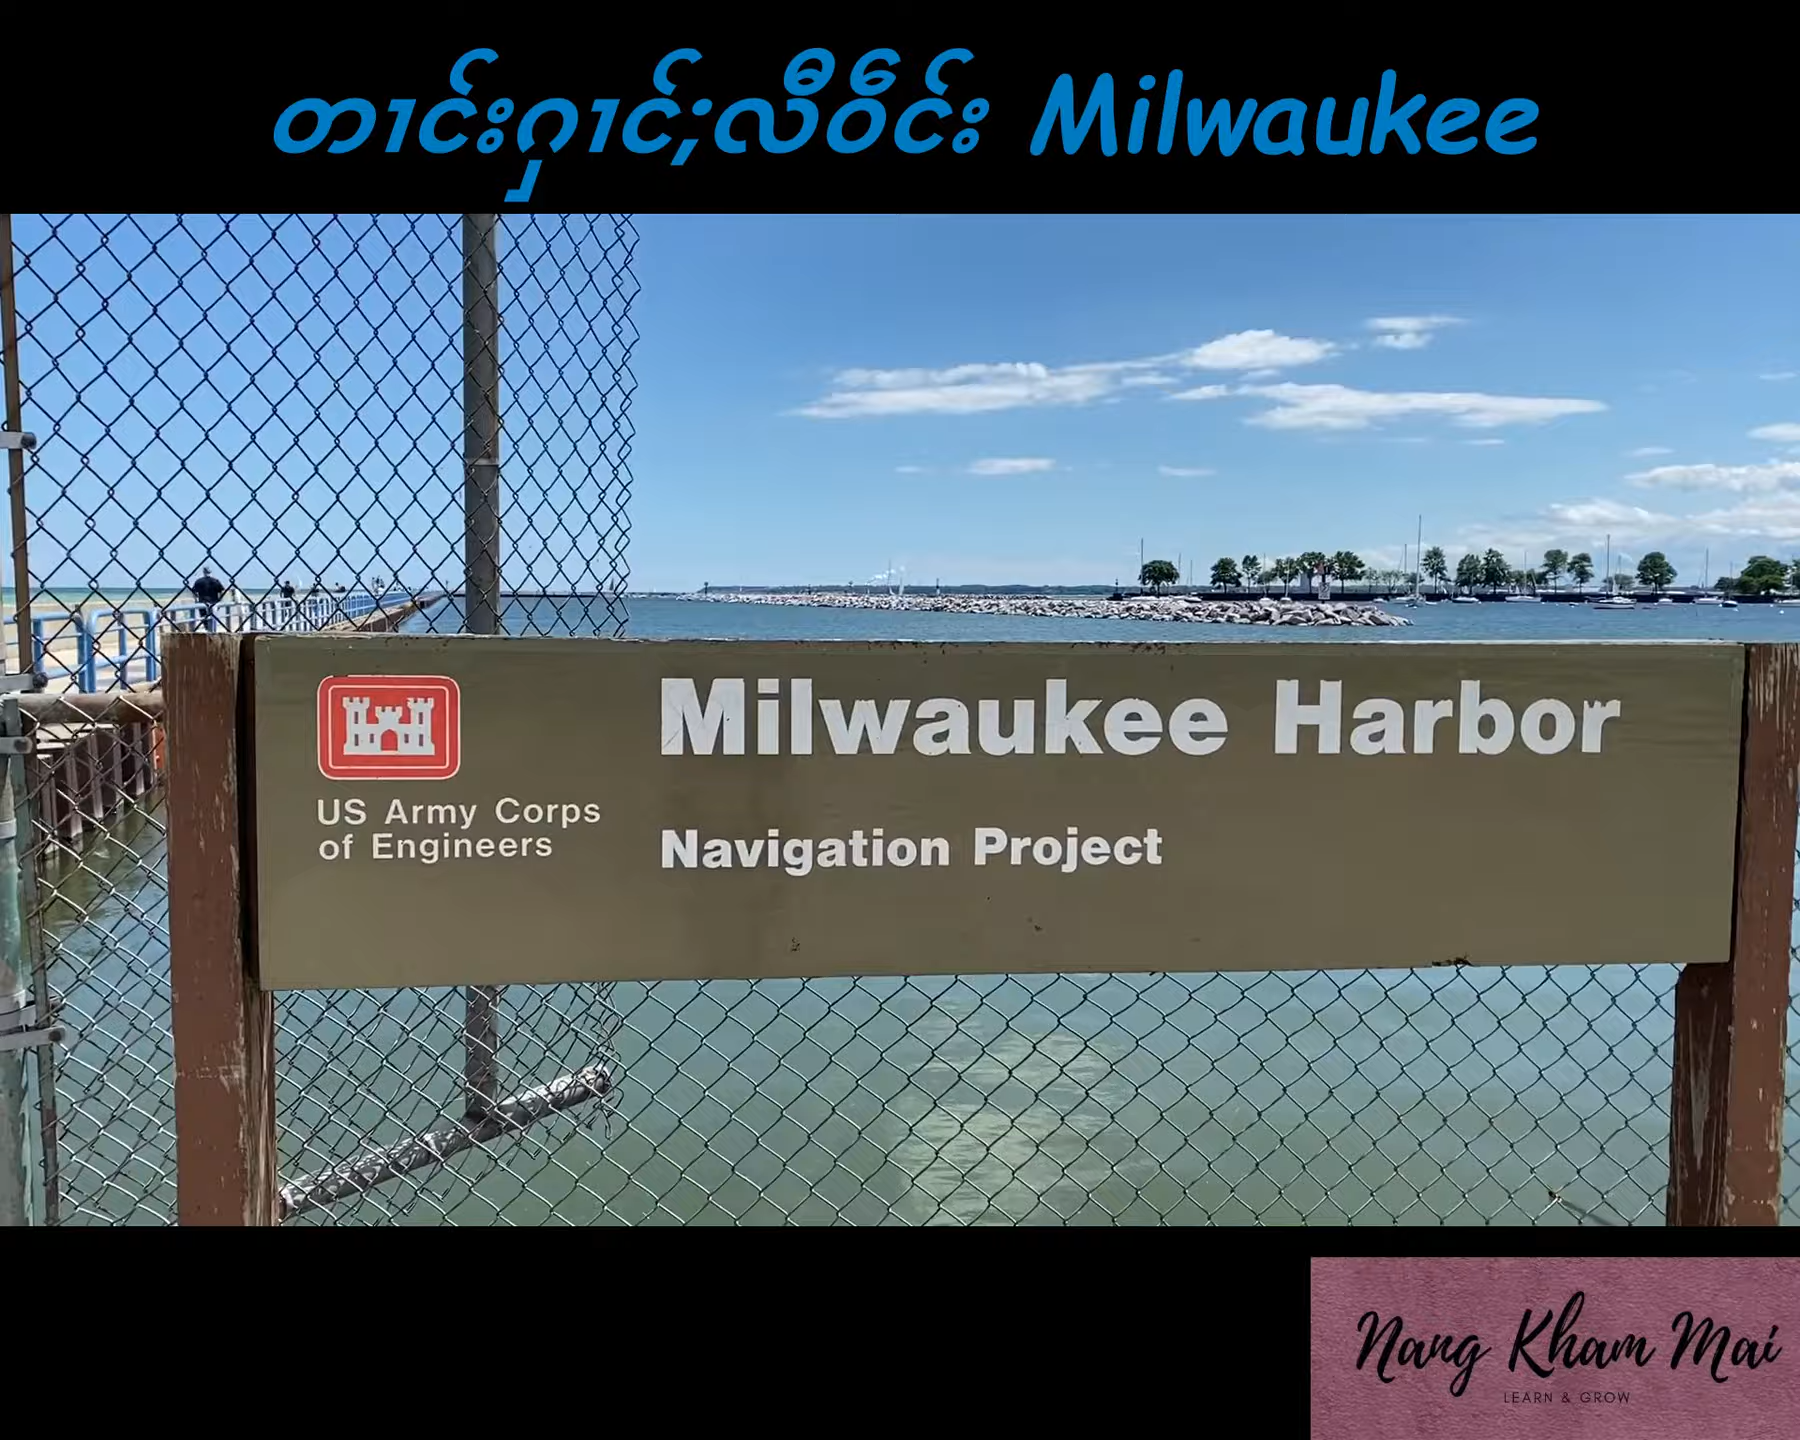 တၢင်းႁူၢင်ႈလီဝဵင်း Milwaukee
Milwaukee Harbor
US Army Corps
of Engineers
Navigation Project
Nang Kham Mai
LEARN & GROW